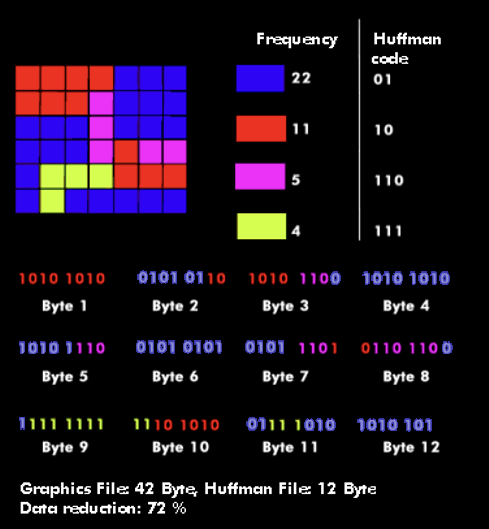 Frequency Huffman code
22 01
11 10
5 110
4 111
1010 1010 0101 0110 1010 1100 1010 1010
Byte 1 Byte 2 Byte 3 Byte 4
1010 1110 0101 0101 0101 1101 0110 1100
Byte 5 Byte 6 Byte 7 Byte 8
1111 1111 1110 1010 0111 1010 1010 101
Byte 9 Byte 10 Byte 11 Byte 12
Graphics File: 42 Byte, Huffman File: 12 Byte
Data reduction: 72 %